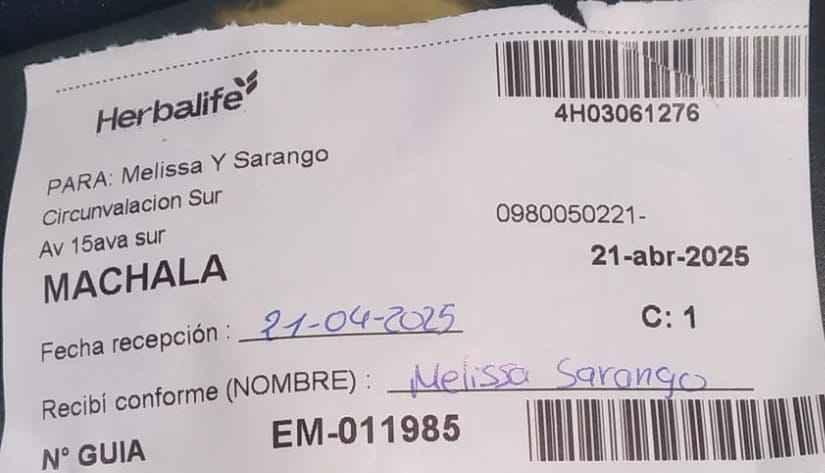 Herbalife
4H03061276
PARA: Melissa Y Sarango
Circunvalacion Sur
0980050221-
Av 15ava sur
21-abr-2025
MACHALA
C: 1
Fecha recepción : 21-04-2025
Recibí conforme (NOMBRE) : Melissa Sarango
N° GUIA EM-011985